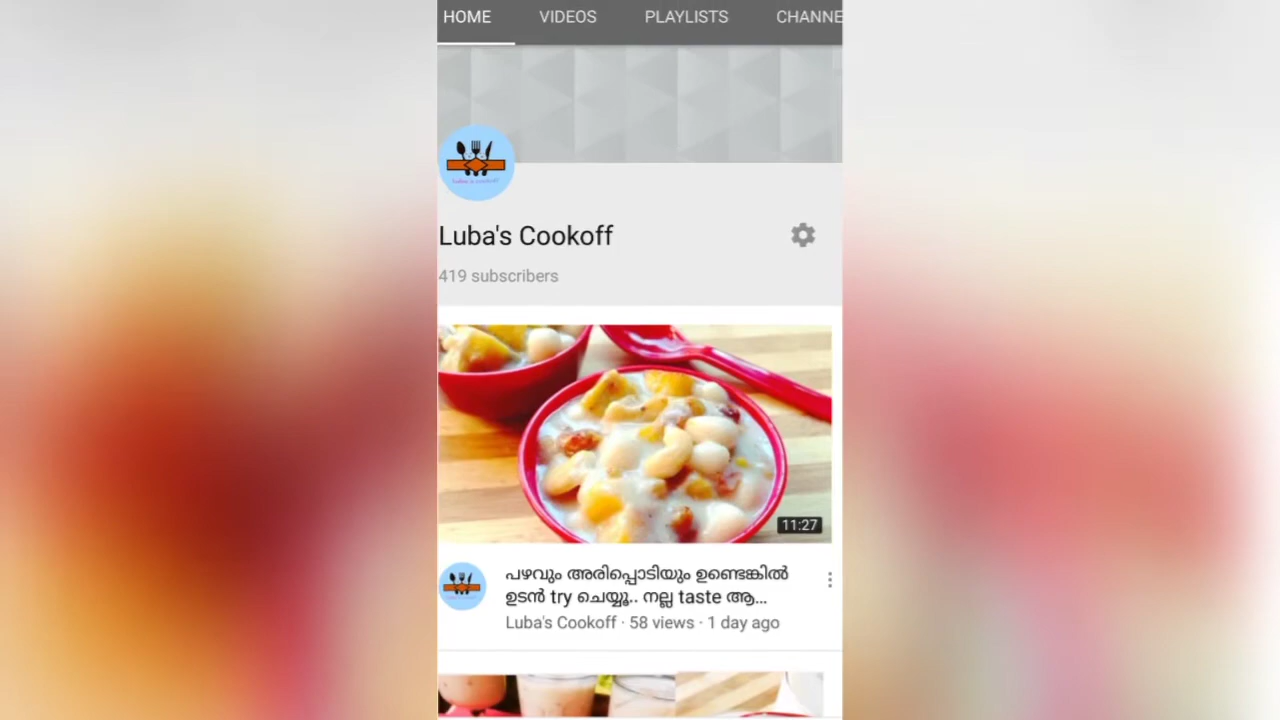 HOME VIDEOS PLAYLISTS CHANNE
Luba's Cookoff
419 subscribers
11:27
പഴവും അരിപ്പൊടിയും ഉണ്ടെങ്കിൽ
ഉടൻ try ചെയ്യൂ.. നല്ല taste ആ...
Luba's Cookoff · 58 views · 1 day ago